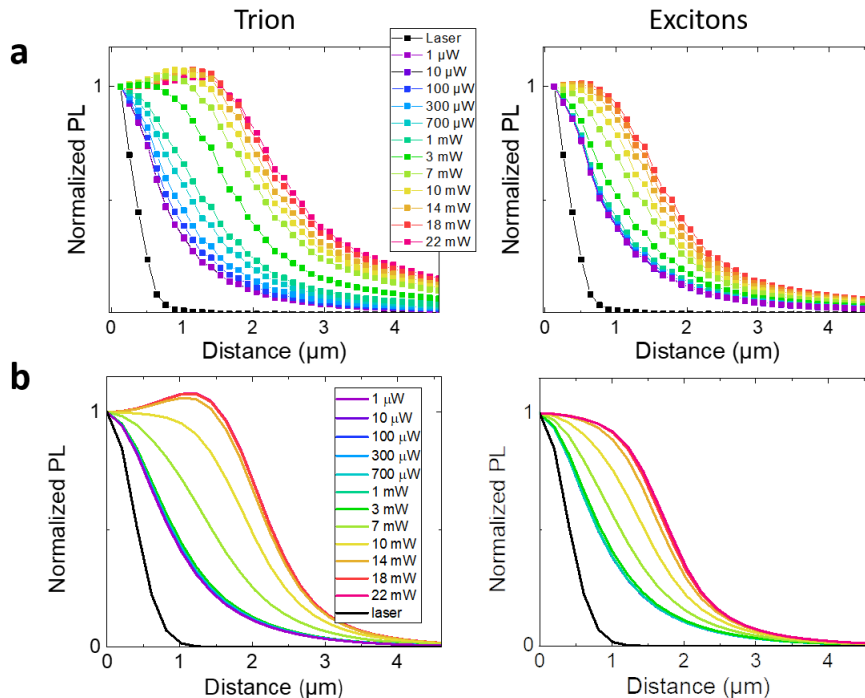 Trion
Excitons
a
Normalized PL
1
0 1 2 3 4
Distance (µm)
Laser
1 µW
10 µW
100 µW
300 µW
700 µW
1 mW
3 mW
7 mW
10 mW
14 mW
18 mW
22 mW
Normalized PL
1
0 1 2 3 4
Distance (µm)
b
Normalized PL
1
0
0 1 2 3 4
Distance (µm)
1 µW
10 µW
100 µW
300 µW
700 µW
1 mW
3 mW
7 mW
10 mW
14 mW
18 mW
22 mW
laser
Normalized PL
1
0
0 1 2 3 4
Distance (µm)